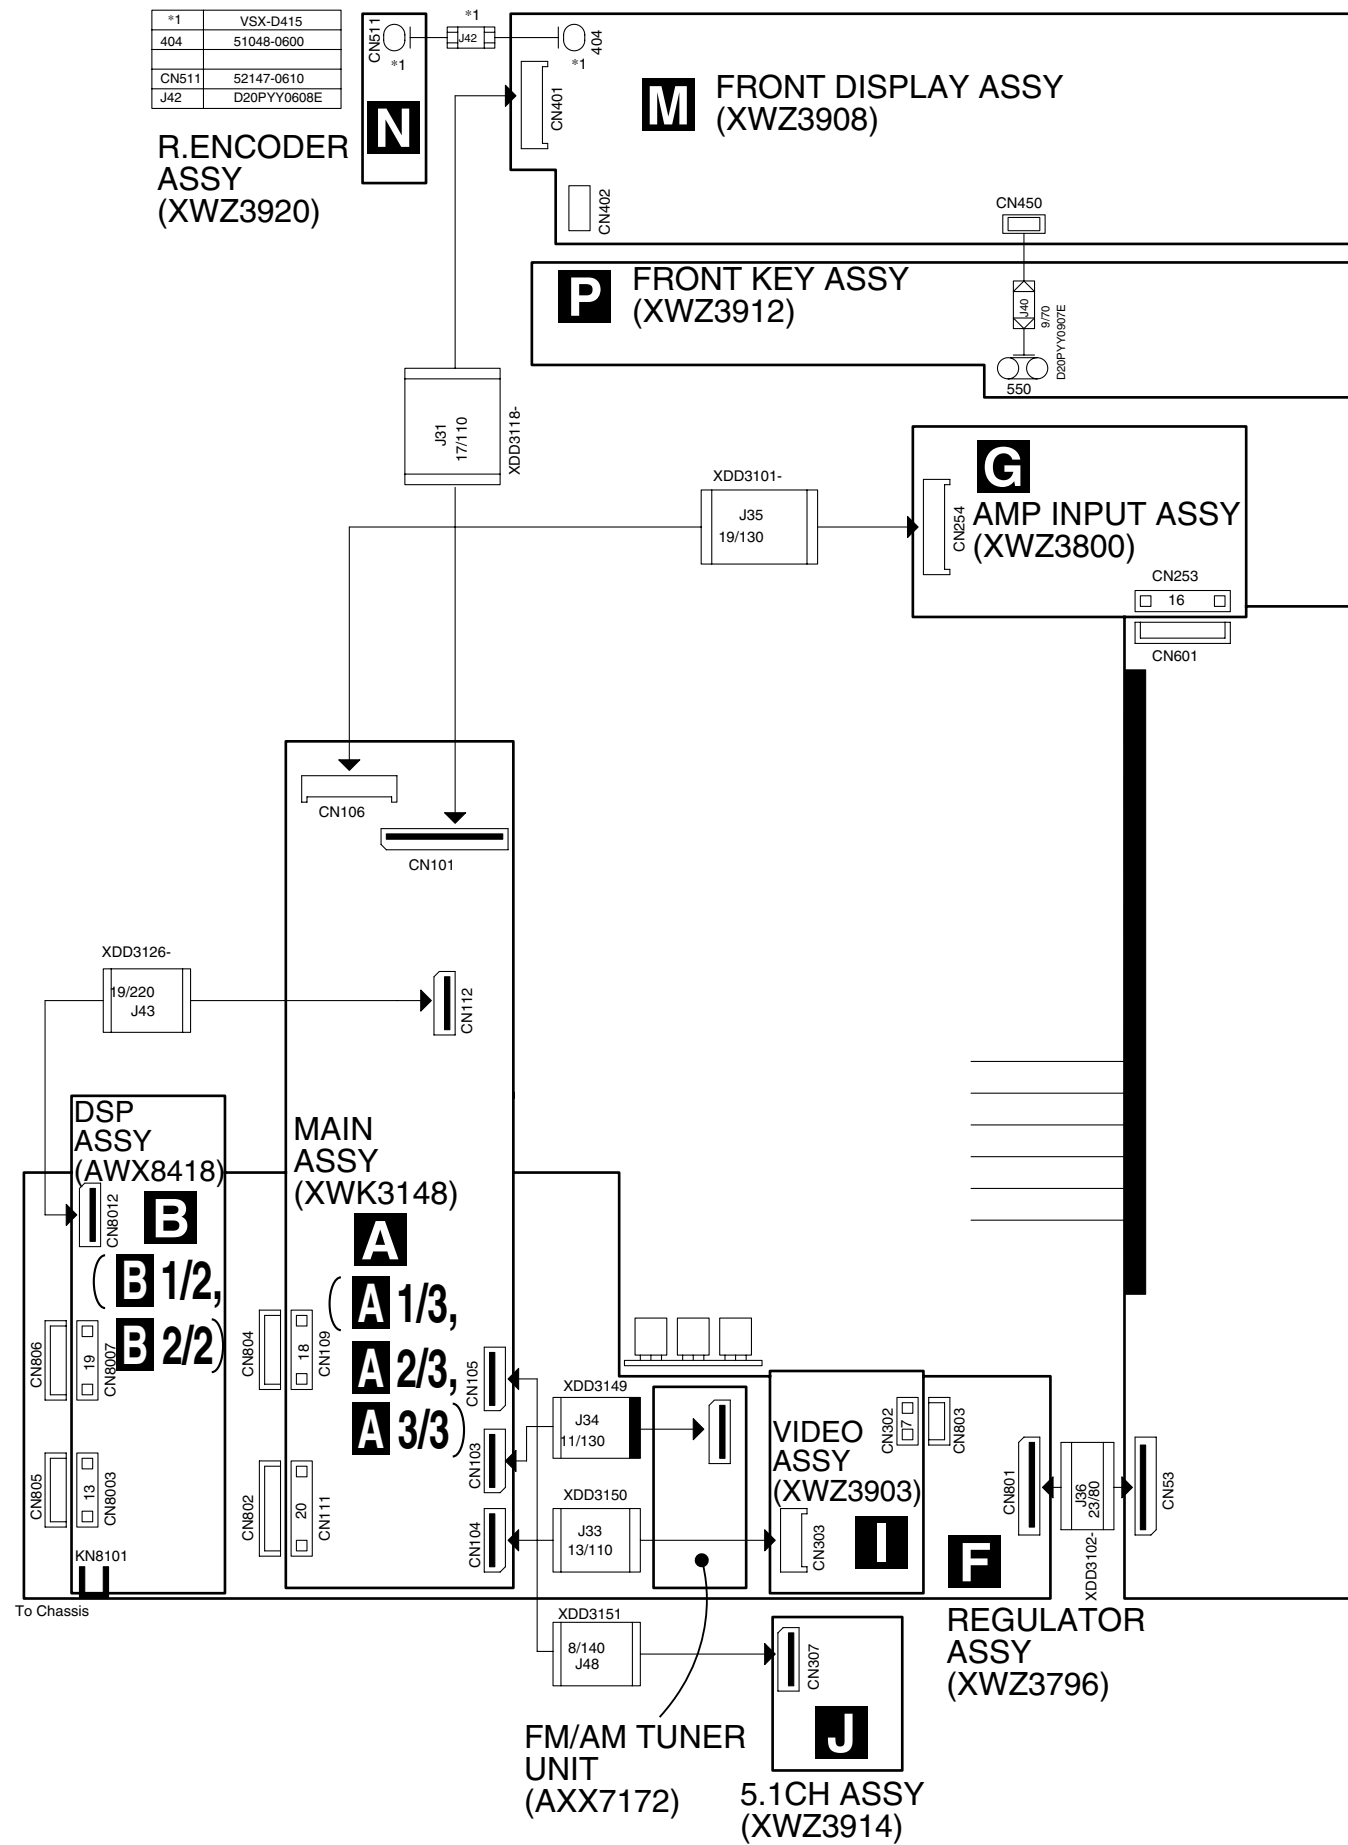 *1 VSX-D415
404 51048-0600
CN511 52147-0610
J42 D20PYY0608E
R.ENCODER
ASSY
(XWZ3920)
CN511
*1
N
*1
J42
404
*1
CN401
M
FRONT DISPLAY ASSY
(XWZ3908)
CN402
CN450
P
FRONT KEY ASSY
(XWZ3912)
J40
9/70
D20PYY0907E
550
J31
17/110
XDD3118-
XDD3101-
J35
19/130
G
CN254
AMP INPUT ASSY
(XWZ3800)
CN253
16
CN601
CN106
CN101
XDD3126-
19/220
J43
CN112
DSP
ASSY
(AWX8418)
CN8012
B
(B 1/2,
B 2/2)
MAIN
ASSY
(XWK3148)
A
(A 1/3,
A 2/3,
A 3/3)
CN806
19
CN8007
CN804
18
CN109
CN105
CN103
CN104
CN805
13
CN8003
CN802
20
CN111
KN8101
To Chassis
XDD3149
J34
11/130
XDD3150
J33
13/110
XDD3151
8/140
J48
VIDEO
ASSY
(XWZ3903)
CN302
7
CN803
CN303
I
CN801
F
J36
23/80
XDD3102-
CN53
REGULATOR
ASSY
(XWZ3796)
CN307
J
FM/AM TUNER
UNIT
(AXX7172)
5.1CH ASSY
(XWZ3914)